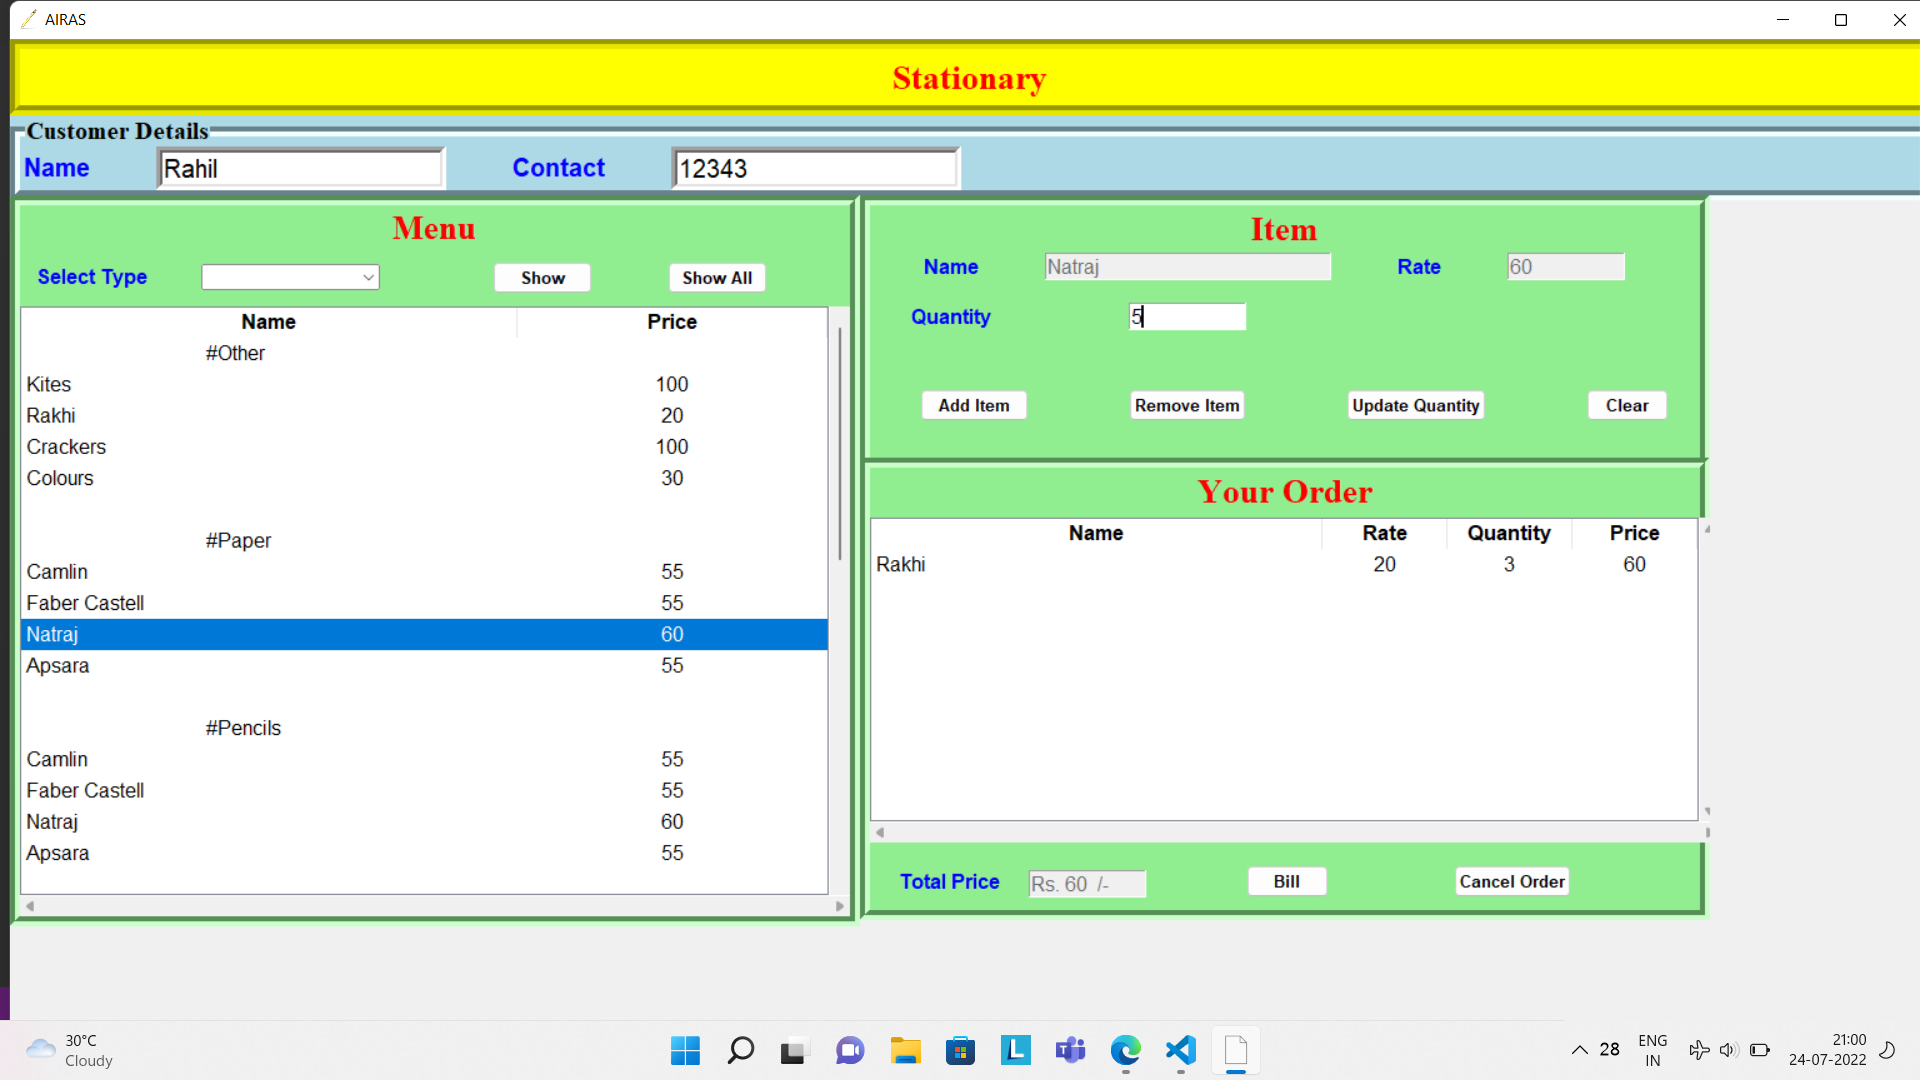 AIRAS
Stationary
Customer Details
Name Rahil Contact 12343
Menu
Select Type Show Show All
Name Price
#Other
Kites 100
Rakhi 20
Crackers 100
Colours 30
#Paper
Camlin 55
Faber Castell 55
Natraj 60
Apsara 55
#Pencils
Camlin 55
Faber Castell 55
Natraj 60
Apsara 55
Item
Name Natraj Rate 60
Quantity 5
Add Item Remove Item Update Quantity Clear
Your Order
Name Rate Quantity Price
Rakhi 20 3 60
Total Price Rs. 60 /- Bill Cancel Order
30°C
Cloudy
L
T
28
ENG
IN
21:00
24-07-2022